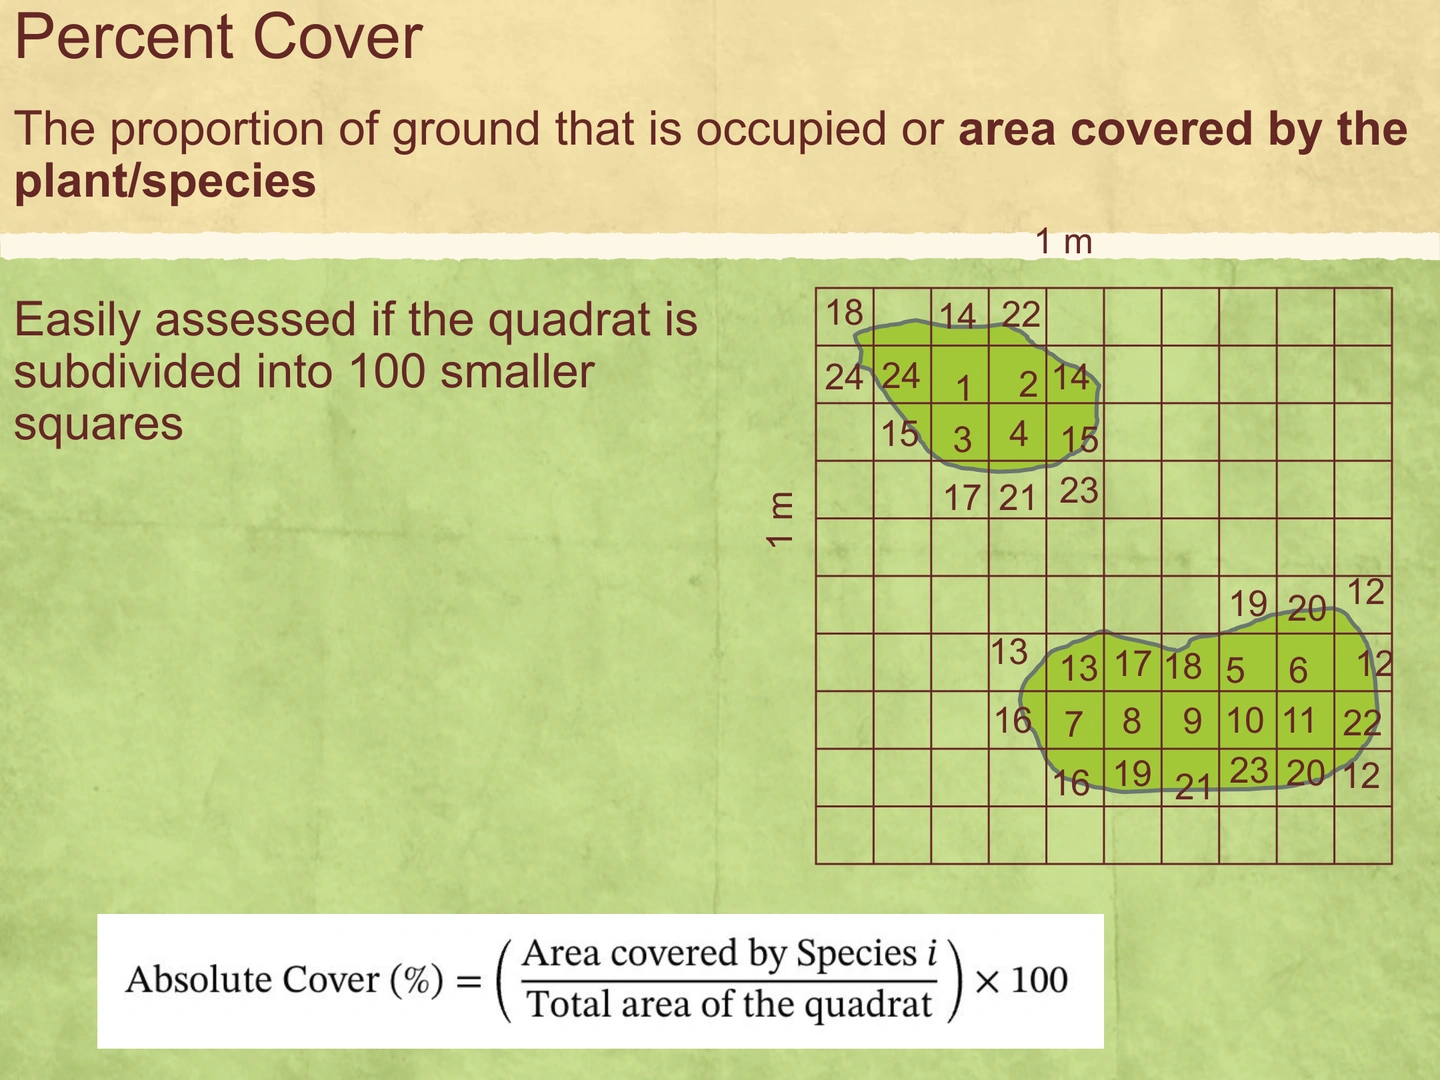 Percent Cover
The proportion of ground that is occupied or area covered by the
plant/species
1 m
Easily assessed if the quadrat is
subdivided into 100 smaller
squares
1 m
18 14 22
24 24 1 2 14
15 3 4 15
17 21 23
19 20 12
13 13 17 18 5 6 12
16 7 8 9 10 11 22
16 19 21 23 20 12
Absolute Cover (%) = ( Area covered by Species i / Total area of the quadrat ) × 100